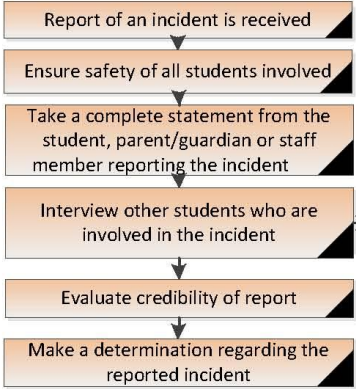 Report of an incident is received
Ensure safety of all students involved
Take a complete statement from the
student, parent/guardian or staff
member reporting the incident
Interview other students who are
involved in the incident
Evaluate credibility of report
Make a determination regarding the
reported incident